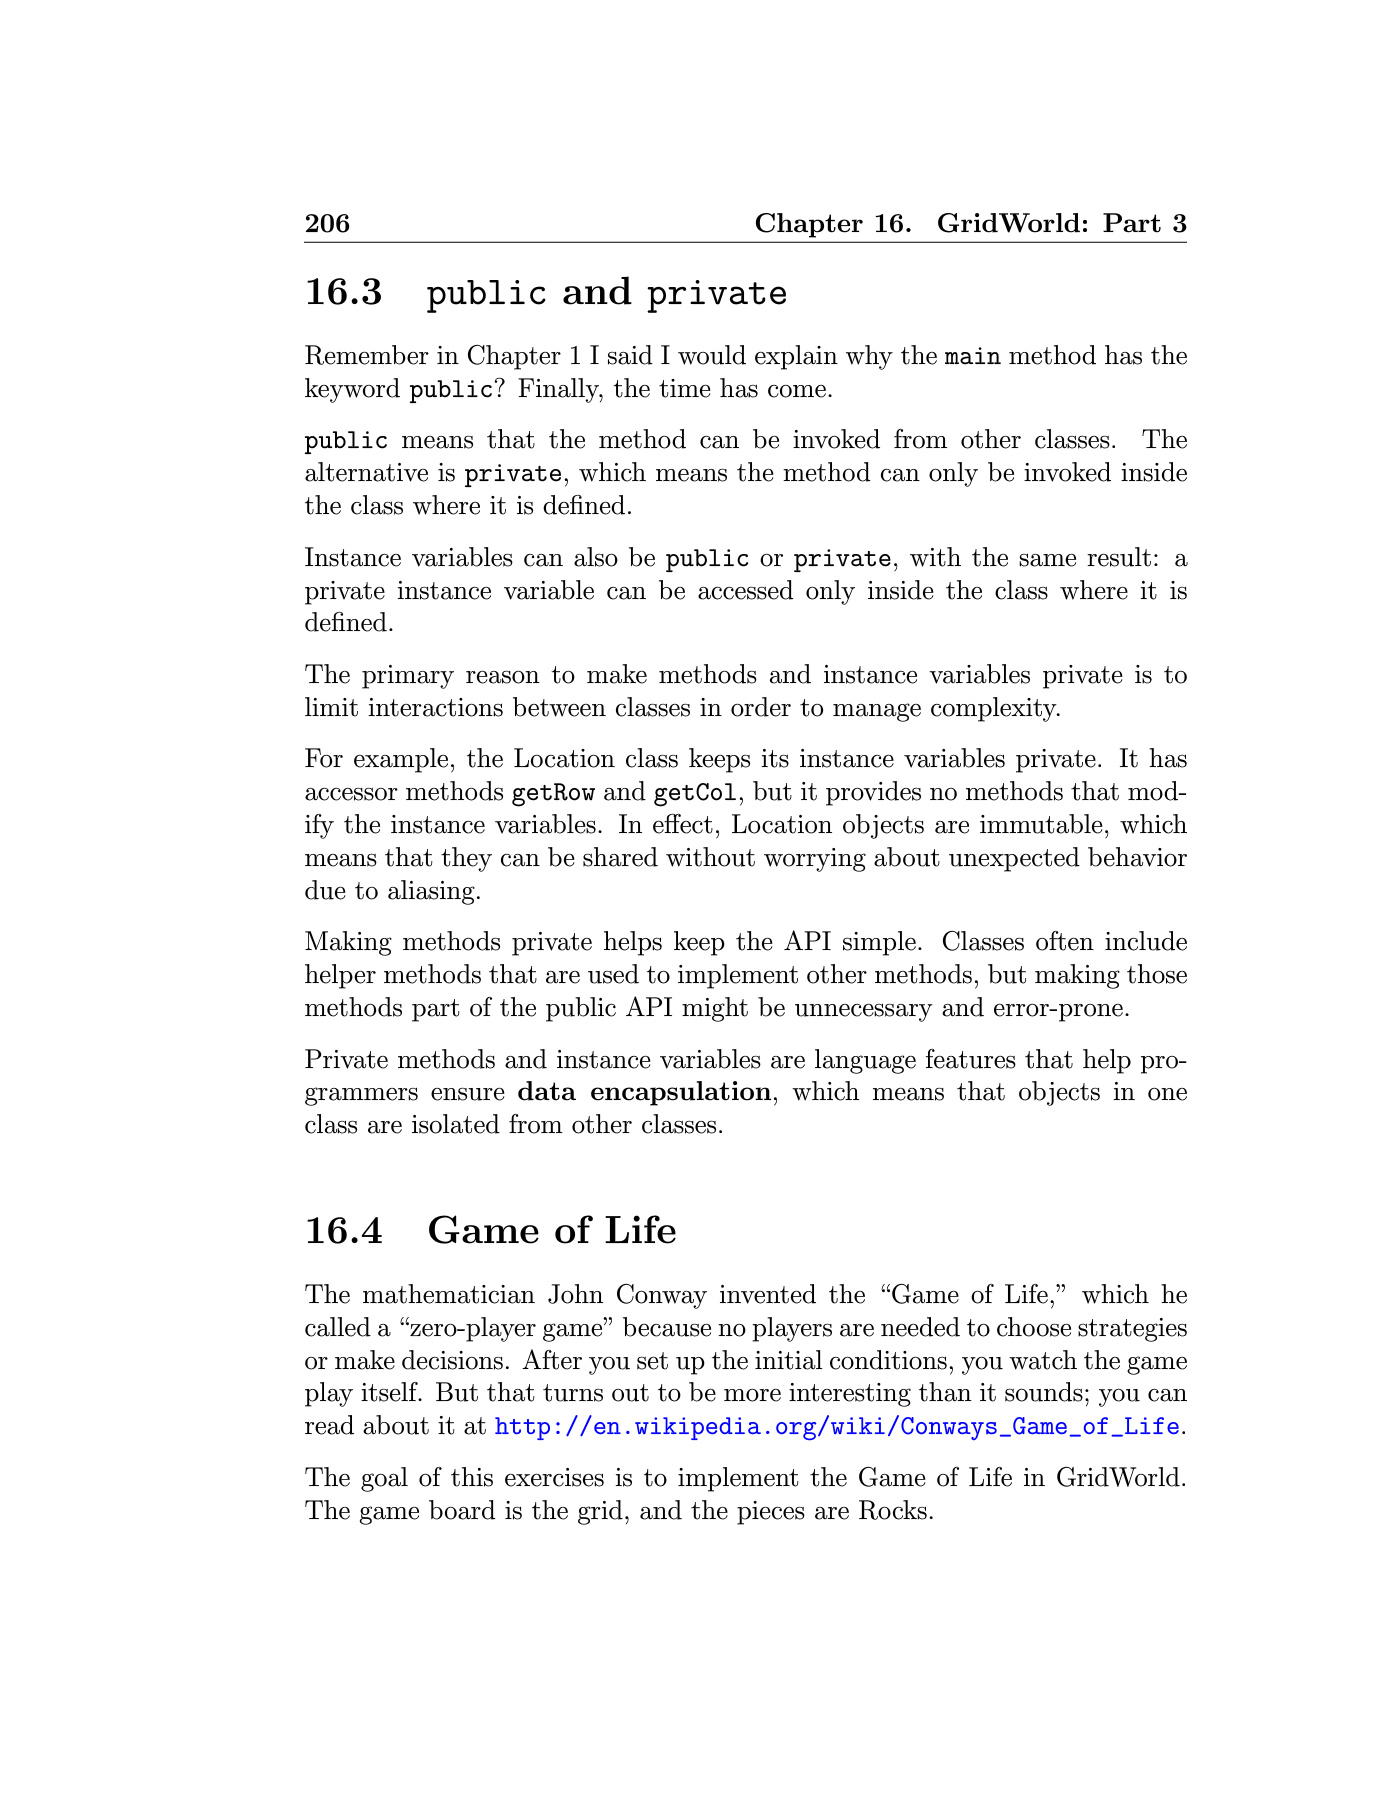 206 Chapter 16. GridWorld: Part 3
16.3 public and private
Remember in Chapter 1 I said I would explain why the main method has the
keyword public? Finally, the time has come.
public means that the method can be invoked from other classes. The
alternative is private, which means the method can only be invoked inside
the class where it is defined.
Instance variables can also be public or private, with the same result: a
private instance variable can be accessed only inside the class where it is
defined.
The primary reason to make methods and instance variables private is to
limit interactions between classes in order to manage complexity.
For example, the Location class keeps its instance variables private. It has
accessor methods getRow and getCol, but it provides no methods that mod-
ify the instance variables. In effect, Location objects are immutable, which
means that they can be shared without worrying about unexpected behavior
due to aliasing.
Making methods private helps keep the API simple. Classes often include
helper methods that are used to implement other methods, but making those
methods part of the public API might be unnecessary and error-prone.
Private methods and instance variables are language features that help pro-
grammers ensure data encapsulation, which means that objects in one
class are isolated from other classes.
16.4 Game of Life
The mathematician John Conway invented the “Game of Life,” which he
called a “zero-player game” because no players are needed to choose strategies
or make decisions. After you set up the initial conditions, you watch the game
play itself. But that turns out to be more interesting than it sounds; you can
read about it at http://en.wikipedia.org/wiki/Conways_Game_of_Life.
The goal of this exercises is to implement the Game of Life in GridWorld.
The game board is the grid, and the pieces are Rocks.